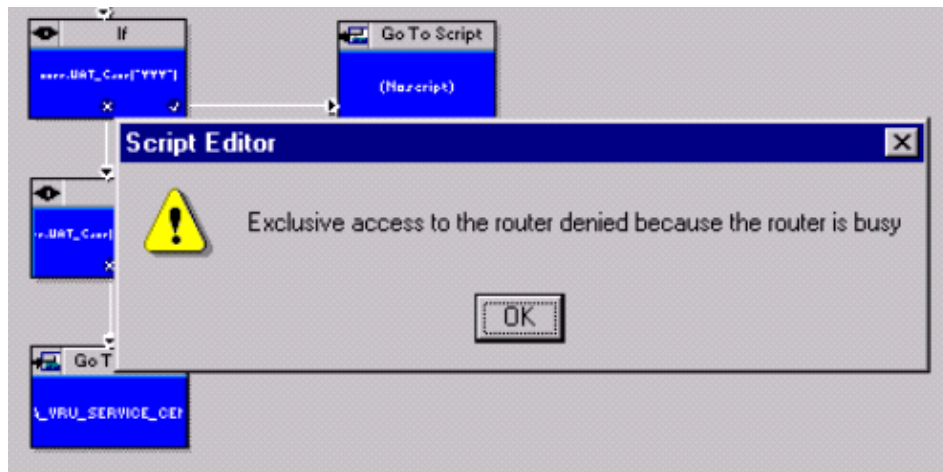 If
Go To Script
(No script)
Script Editor
Exclusive access to the router denied because the router is busy
OK
Go T
_VRU_SERVICE_CEN